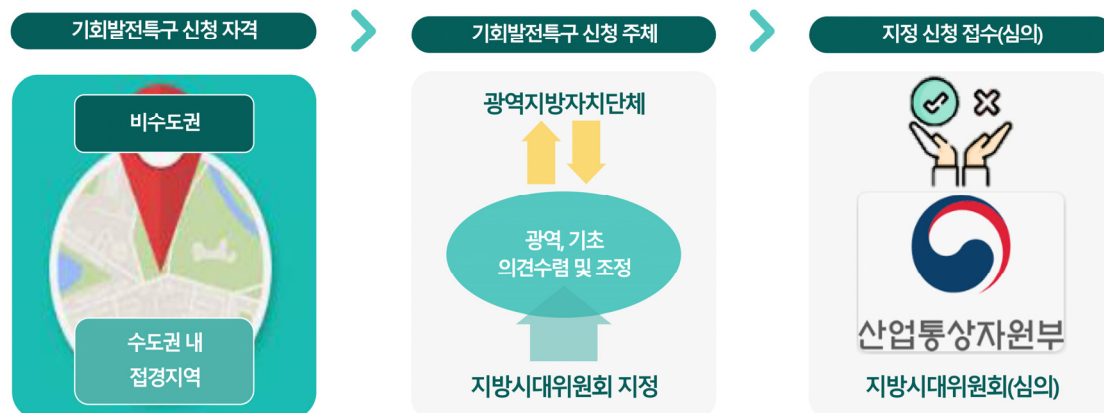 기회발전특구 신청 자격
비수도권
수도권 내
접경지역
기회발전특구 신청 주체
광역지방자치단체
광역, 기초
의견수렴 및 조정
지방시대위원회 지정
지정 신청 접수(심의)
산업통상자원부
지방시대위원회(심의)